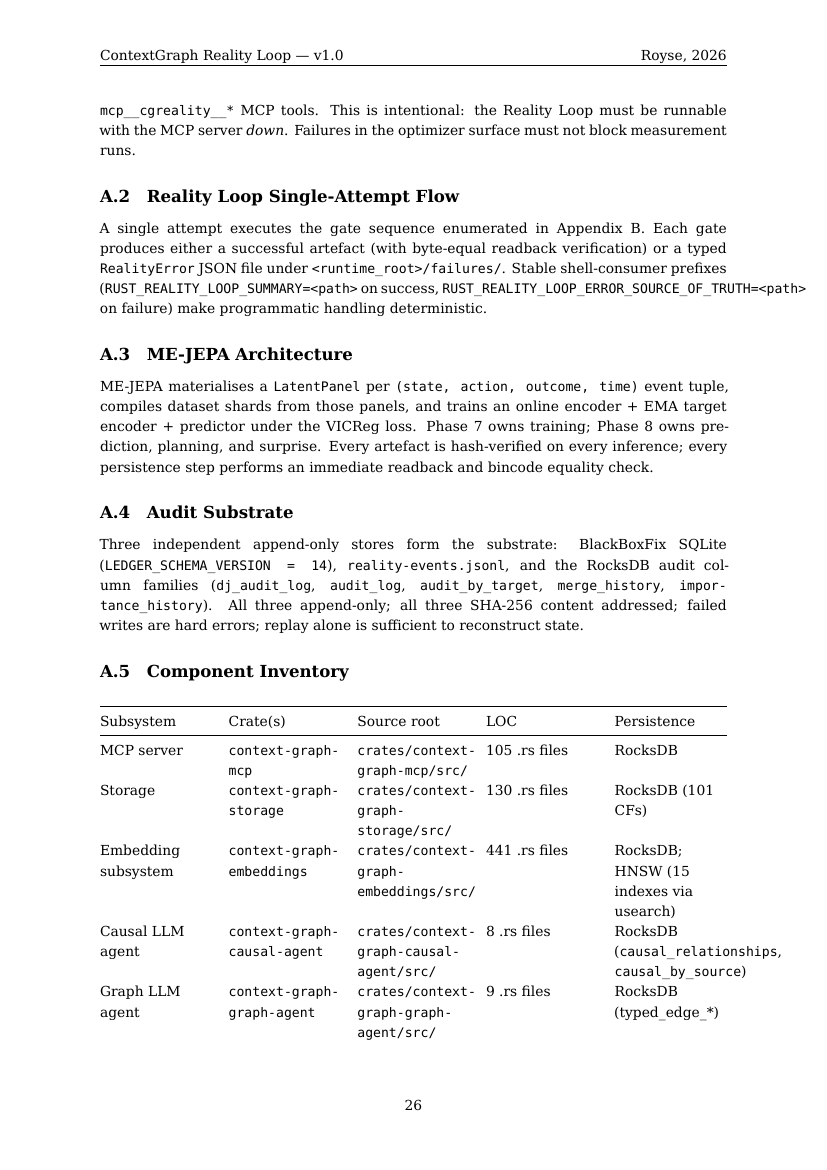 ContextGraph Reality Loop — v1.0 Royse, 2026
mcp__cgreality__* MCP tools. This is intentional: the Reality Loop must be runnable
with the MCP server down. Failures in the optimizer surface must not block measurement
runs.
A.2 Reality Loop Single-Attempt Flow
A single attempt executes the gate sequence enumerated in Appendix B. Each gate
produces either a successful artefact (with byte-equal readback verification) or a typed
RealityError JSON file under <runtime_root>/failures/. Stable shell-consumer prefixes
(RUST_REALITY_LOOP_SUMMARY=<path> on success, RUST_REALITY_LOOP_ERROR_SOURCE_OF_TRUTH=<path>
on failure) make programmatic handling deterministic.
A.3 ME-JEPA Architecture
ME-JEPA materialises a LatentPanel per (state, action, outcome, time) event tuple,
compiles dataset shards from those panels, and trains an online encoder + EMA target
encoder + predictor under the VICReg loss. Phase 7 owns training; Phase 8 owns pre-
diction, planning, and surprise. Every artefact is hash-verified on every inference; every
persistence step performs an immediate readback and bincode equality check.
A.4 Audit Substrate
Three independent append-only stores form the substrate: BlackBoxFix SQLite
(LEDGER_SCHEMA_VERSION = 14), reality-events.jsonl, and the RocksDB audit col-
umn families (dj_audit_log, audit_log, audit_by_target, merge_history, impor-
tance_history). All three append-only; all three SHA-256 content addressed; failed
writes are hard errors; replay alone is sufficient to reconstruct state.
A.5 Component Inventory
Subsystem Crate(s) Source root LOC Persistence
MCP server context-graph- crates/context- 105 .rs files RocksDB
mcp graph-mcp/src/
Storage context-graph- crates/context- 130 .rs files RocksDB (101
storage graph- CFs)
storage/src/
Embedding context-graph- crates/context- 441 .rs files RocksDB;
subsystem embeddings graph- HNSW (15
embeddings/src/ indexes via
usearch)
Causal LLM context-graph- crates/context- 8 .rs files RocksDB
agent causal-agent graph-causal- (causal_relationships,
agent/src/ causal_by_source)
Graph LLM context-graph- crates/context- 9 .rs files RocksDB
agent graph-agent graph-graph- (typed_edge_*)
agent/src/
26